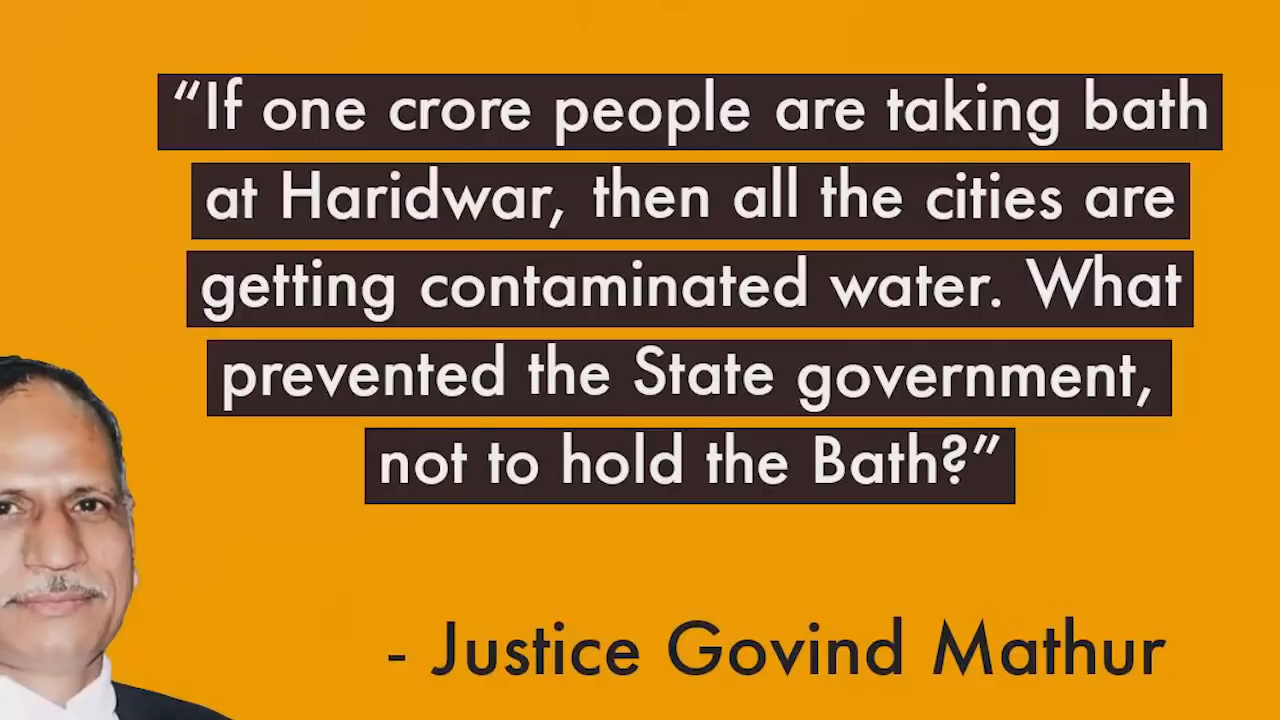 “If one crore people are taking bath
at Haridwar, then all the cities are
getting contaminated water. What
prevented the State government,
not to hold the Bath?”
- Justice Govind Mathur